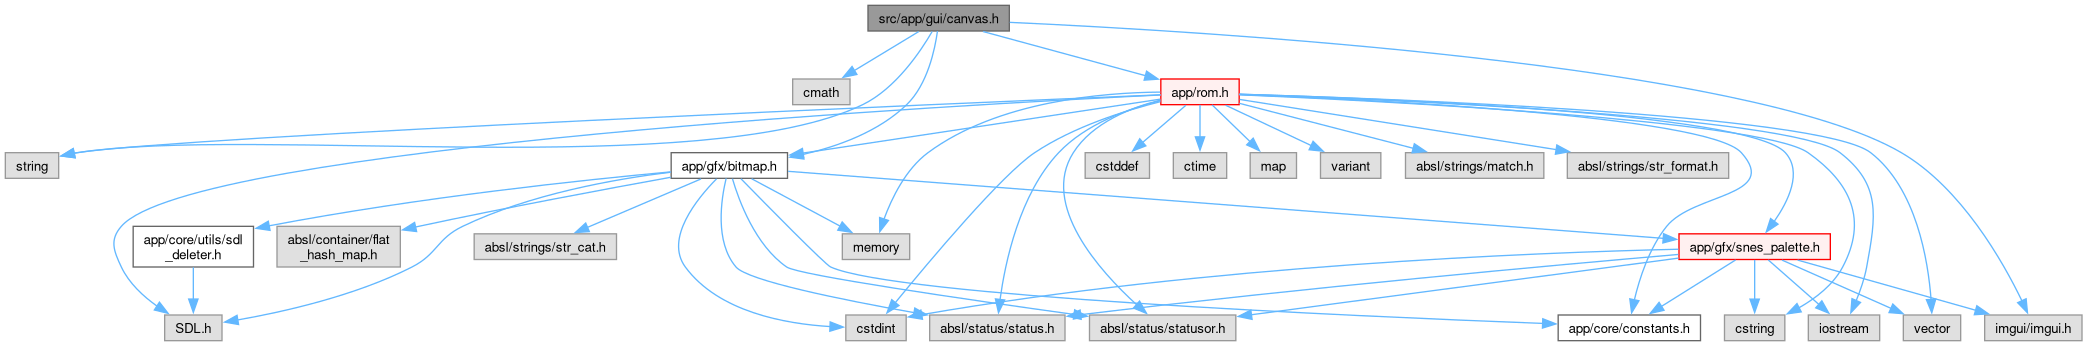 src/app/gui/canvas.h
cmath
app/rom.h
string
app/gfx/bitmap.h
cstddef
ctime
map
variant
absl/strings/match.h
absl/strings/str_format.h
app/core/utils/sdl
_deleter.h
absl/container/flat
_hash_map.h
absl/strings/str_cat.h
memory
app/gfx/snes_palette.h
SDL.h
cstdint
absl/status/status.h
absl/status/statusor.h
app/core/constants.h
cstring
iostream
vector
imgui/imgui.h